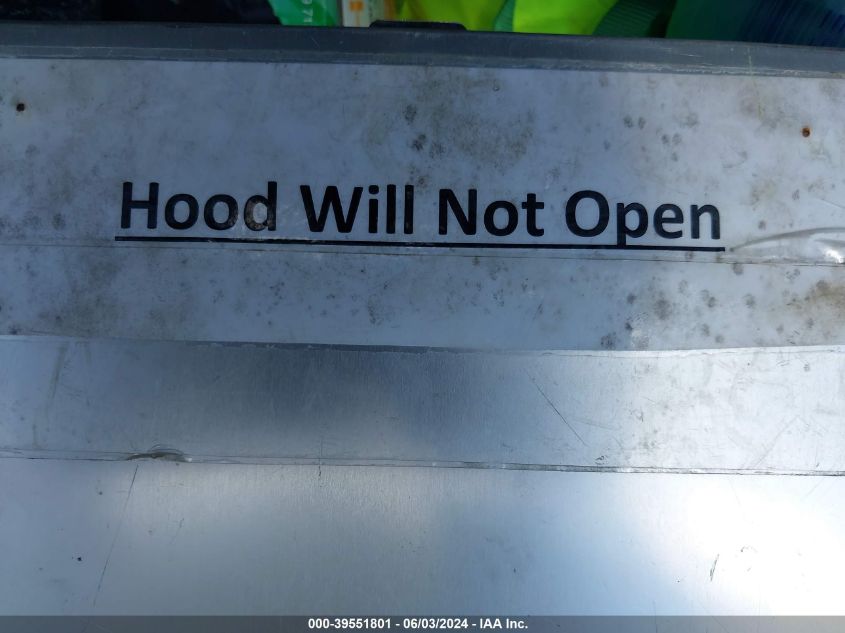 Hood Will Not Open
000-39551801 - 06/03/2024 - IAA Inc.